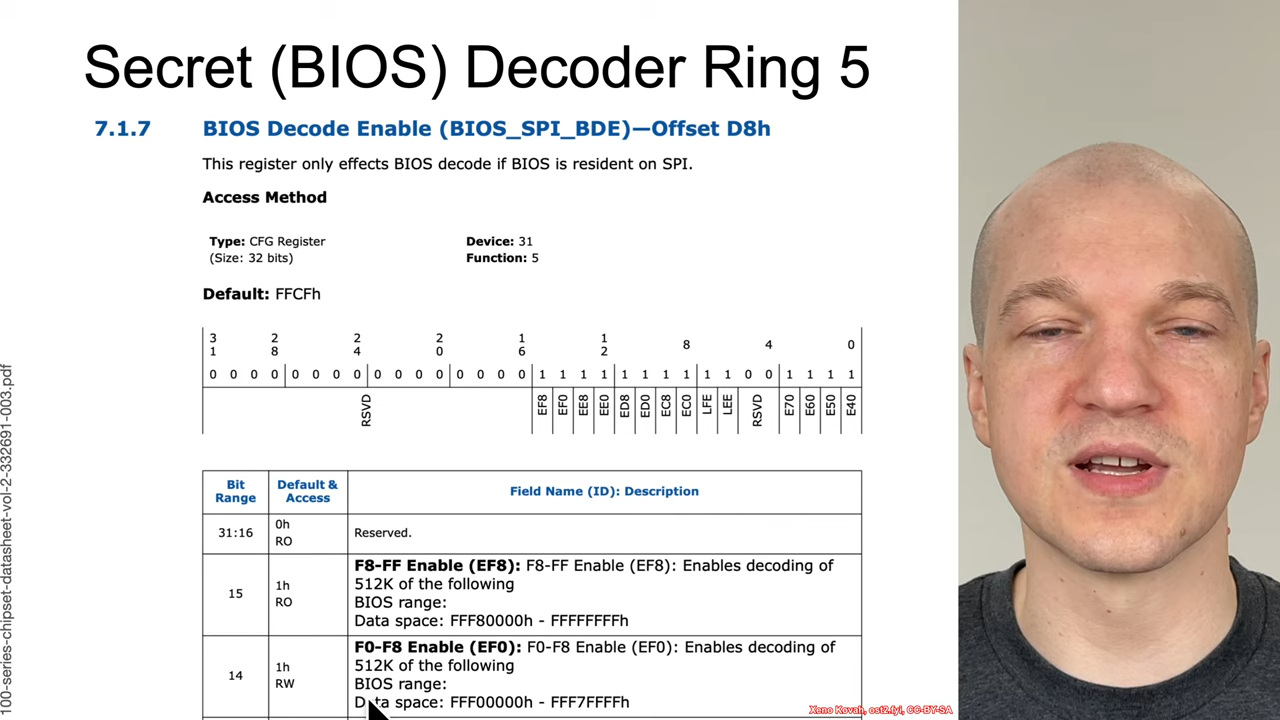 Secret (BIOS) Decoder Ring 5
7.1.7 BIOS Decode Enable (BIOS_SPI_BDE)—Offset D8h
This register only effects BIOS decode if BIOS is resident on SPI.
Access Method
Type: CFG Register Device: 31
(Size: 32 bits) Function: 5
Default: FFCFh
3 2 2 2 1 1
1 8 4 0 6 2 8 4 0
0 0 0 0 0 0 0 0 0 0 0 0 0 0 0 0 1 1 1 1 1 1 1 1 1 1 0 0 1 1 1 1
RSVD EF8 EF0 EE8 EE0 ED8 ED0 EC8 EC0 LFE LEE RSVD E70 E60 E50 E40
Bit Default & Field Name (ID): Description
Range Access
31:16 0h Reserved.
RO
F8-FF Enable (EF8): F8-FF Enable (EF8): Enables decoding of
15 1h 512K of the following
RO BIOS range:
Data space: FFF80000h - FFFFFFFFh
F0-F8 Enable (EF0): F0-F8 Enable (EF0): Enables decoding of
14 1h 512K of the following
RW BIOS range:
Data space: FFF00000h - FFF7FFFFh
100-series-chipset-datasheet-vol-2-332691-003.pdf
Xeno Kovah, ost2.fyi, CC-BY-SA